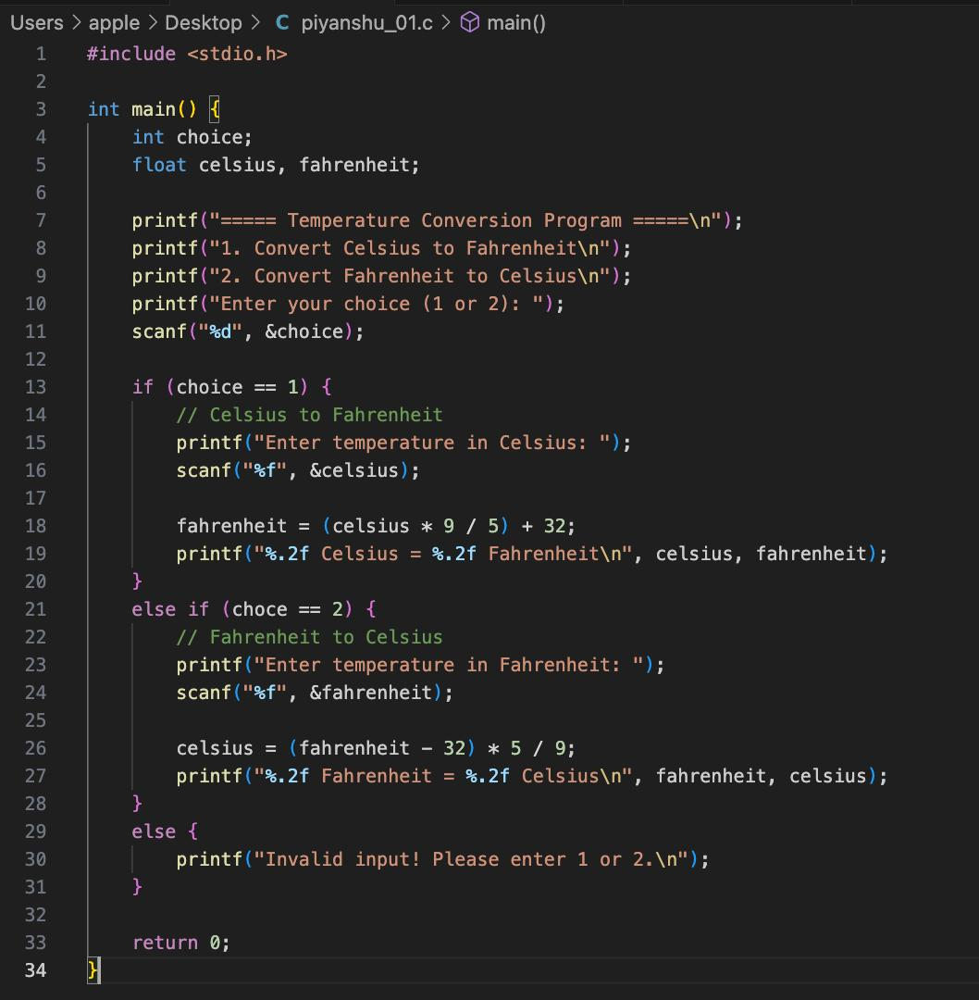 Users > apple > Desktop > C piyanshu_01.c > main()
1 #include <stdio.h>
2
3 int main() {
4     int choice;
5     float celsius, fahrenheit;
6
7     printf("===== Temperature Conversion Program =====\n");
8     printf("1. Convert Celsius to Fahrenheit\n");
9     printf("2. Convert Fahrenheit to Celsius\n");
10     printf("Enter your choice (1 or 2): ");
11     scanf("%d", &choice);
12
13     if (choice == 1) {
14         // Celsius to Fahrenheit
15         printf("Enter temperature in Celsius: ");
16         scanf("%f", &celsius);
17
18         fahrenheit = (celsius * 9 / 5) + 32;
19         printf("%.2f Celsius = %.2f Fahrenheit\n", celsius, fahrenheit);
20     }
21     else if (choce == 2) {
22         // Fahrenheit to Celsius
23         printf("Enter temperature in Fahrenheit: ");
24         scanf("%f", &fahrenheit);
25
26         celsius = (fahrenheit - 32) * 5 / 9;
27         printf("%.2f Fahrenheit = %.2f Celsius\n", fahrenheit, celsius);
28     }
29     else {
30         printf("Invalid input! Please enter 1 or 2.\n");
31     }
32
33     return 0;
34 }